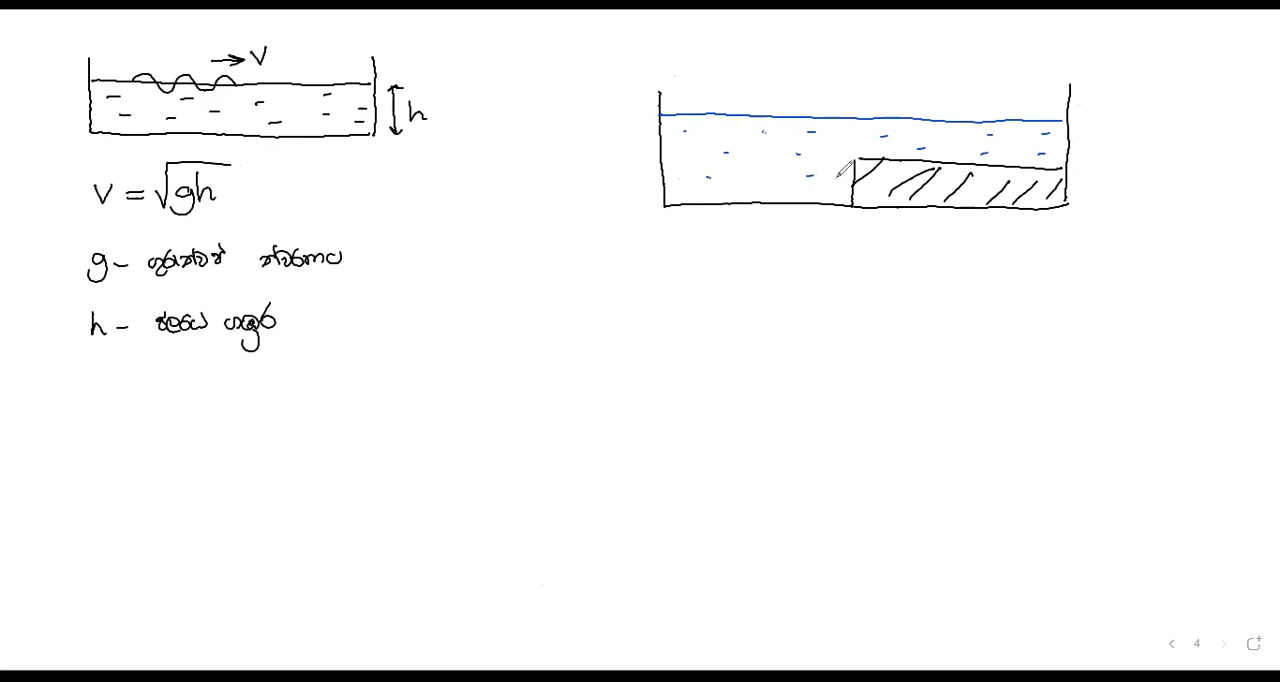 V
h
V = √gh
g - ගුරුත්වජ ත්වරණය
h - ජලයේ ගැඹුර
4